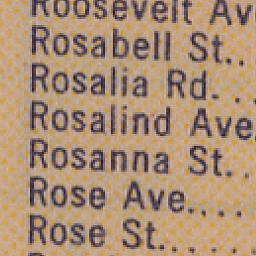 Roosevelt Av
Rosabell St..
Rosalia Rd. . .
Rosalind Ave.
Rosanna St. . .
Rose Ave....
Rose St......